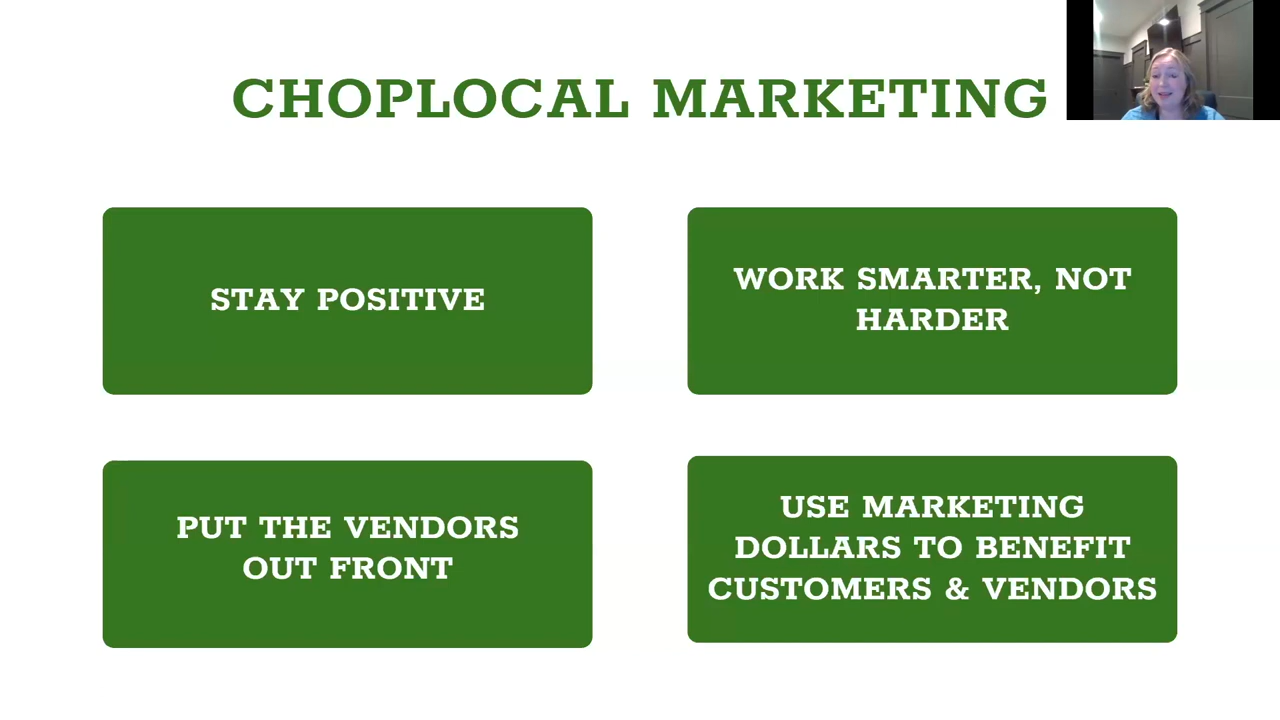 CHOPLOCAL MARKETING
STAY POSITIVE
WORK SMARTER, NOT
HARDER
PUT THE VENDORS
OUT FRONT
USE MARKETING
DOLLARS TO BENEFIT
CUSTOMERS & VENDORS